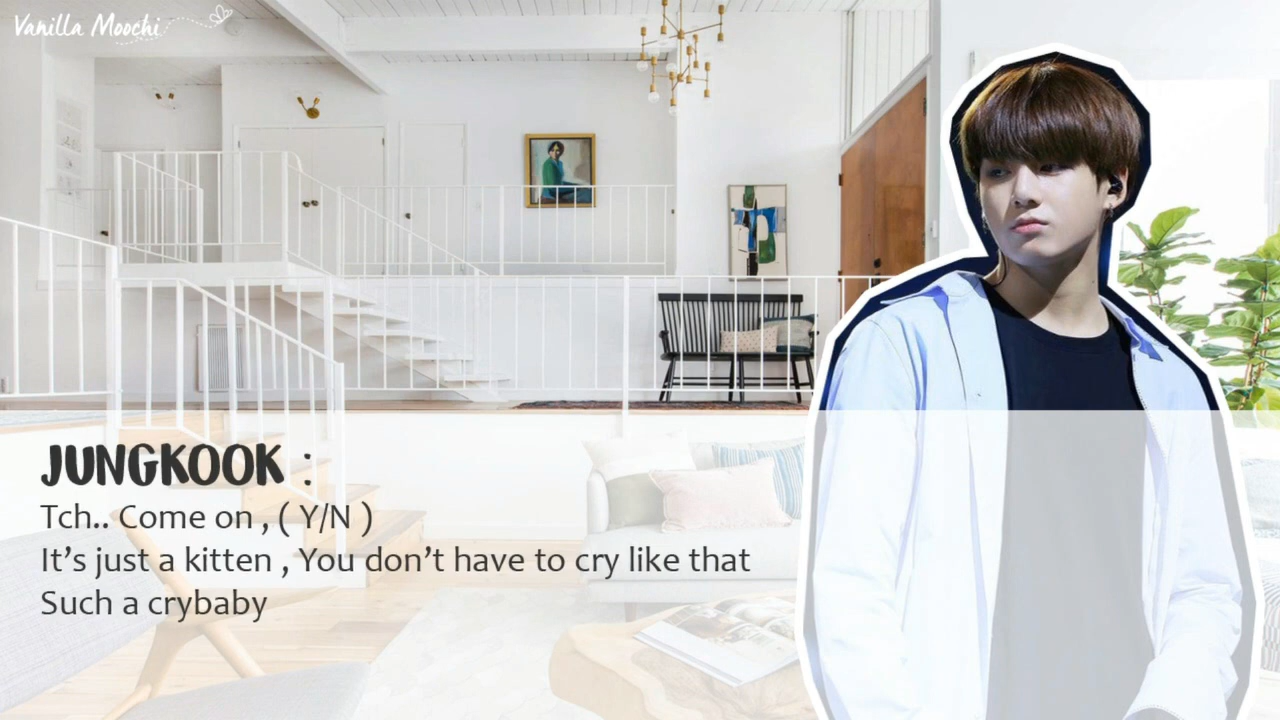 Vanilla Moochi
JUNGKOOK :
Tch.. Come on , ( Y/N )
It’s just a kitten , You don’t have to cry like that
Such a crybaby